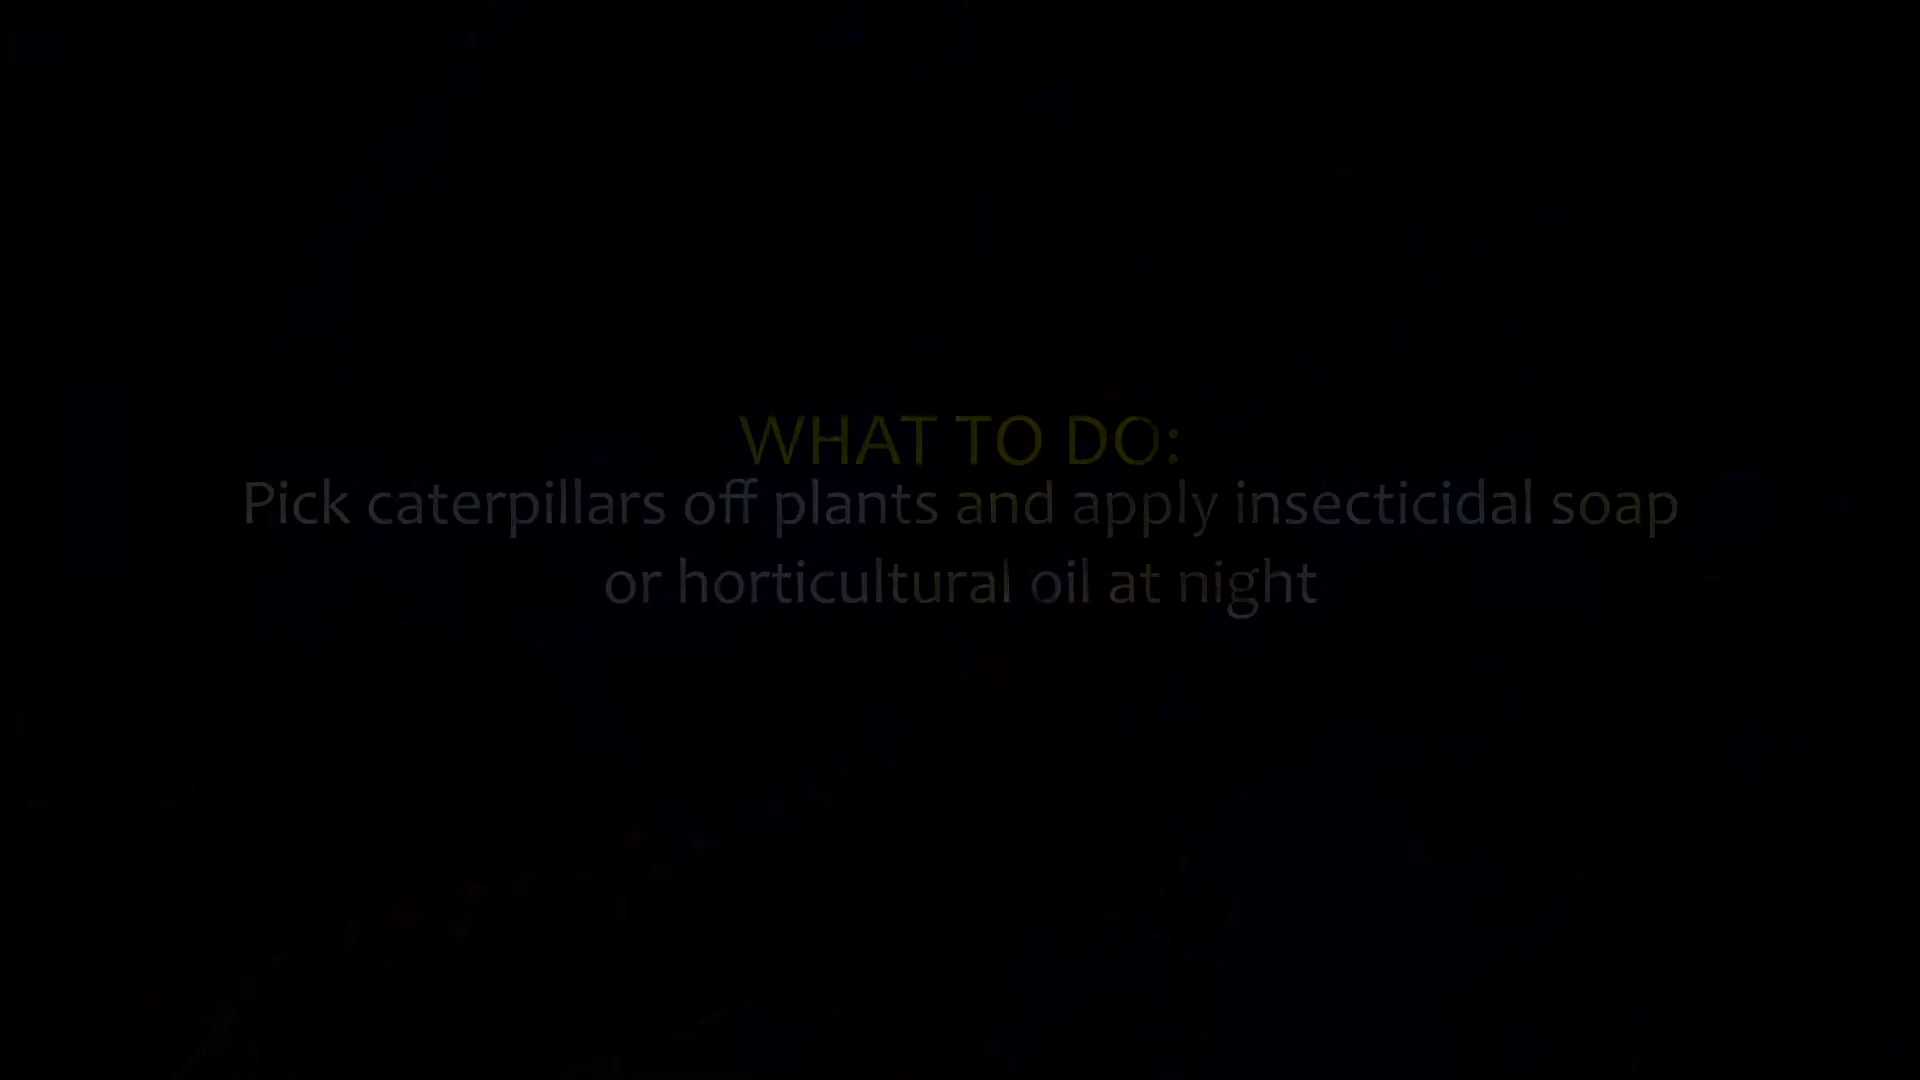 WHAT TO DO:
Pick caterpillars off plants and apply insecticidal soap
or horticultural oil at night